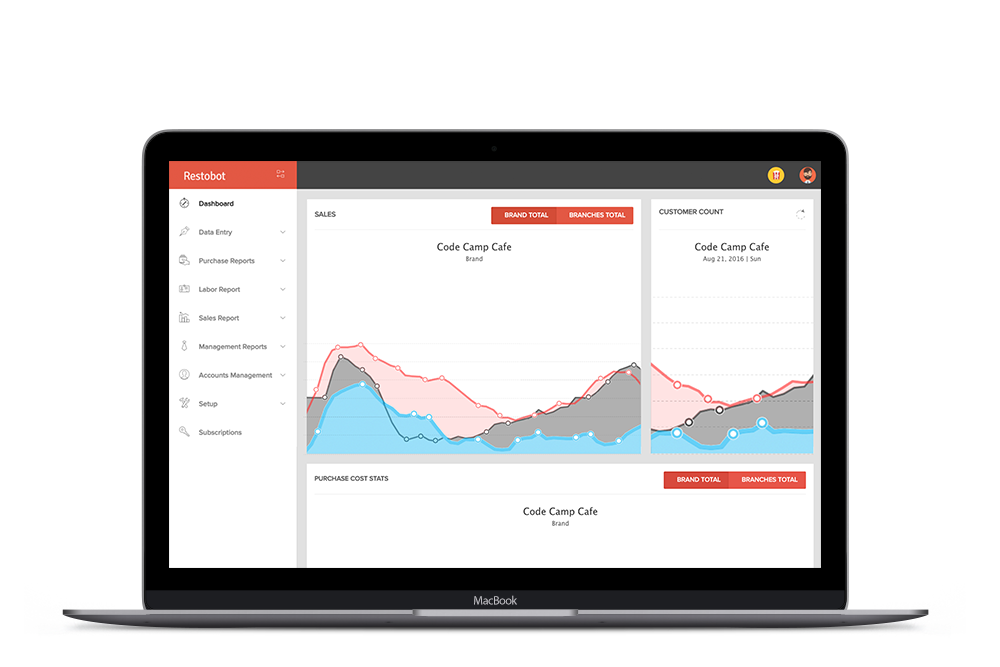 Restobot
Dashboard
Data Entry
Purchase Reports
Labor Report
Sales Report
Management Reports
Accounts Management
Setup
Subscriptions
SALES
BRAND TOTAL
BRANCHES TOTAL
Code Camp Cafe
Brand
CUSTOMER COUNT
Code Camp Cafe
Aug 21, 2016 | Sun
PURCHASE COST STATS
BRAND TOTAL
BRANCHES TOTAL
Code Camp Cafe
Brand
MacBook